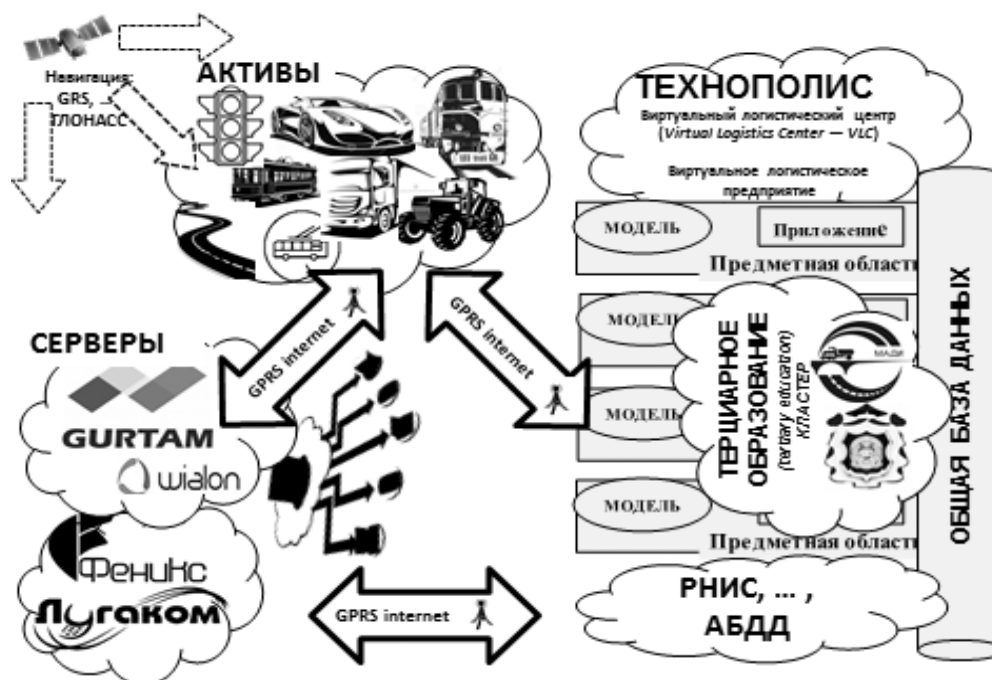 Навигация:
GRS, ...
ГЛОНАСС
АКТИВЫ
ТЕХНОПОЛИС
Виртуальный логистический центр
(Virtual Logistics Center — VLC)
Виртуальное логистическое
предприятие
МОДЕЛЬ
Приложение
Предметная област
GPRS internet
GPRS internet
СЕРВЕРЫ
GURTAM
wialon
МОДЕЛЬ
МОДЕЛЬ
ТЕРЦИАРНОЕ
ОБРАЗОВАНИЕ
(tertiary education)
КЛАСТЕР
МАДИ
МОДЕЛЬ
Предметная област
ОБЩАЯ БАЗА ДАННЫХ
Феникс
Лугаком
GPRS internet
РНИС, ... ,
АБДД